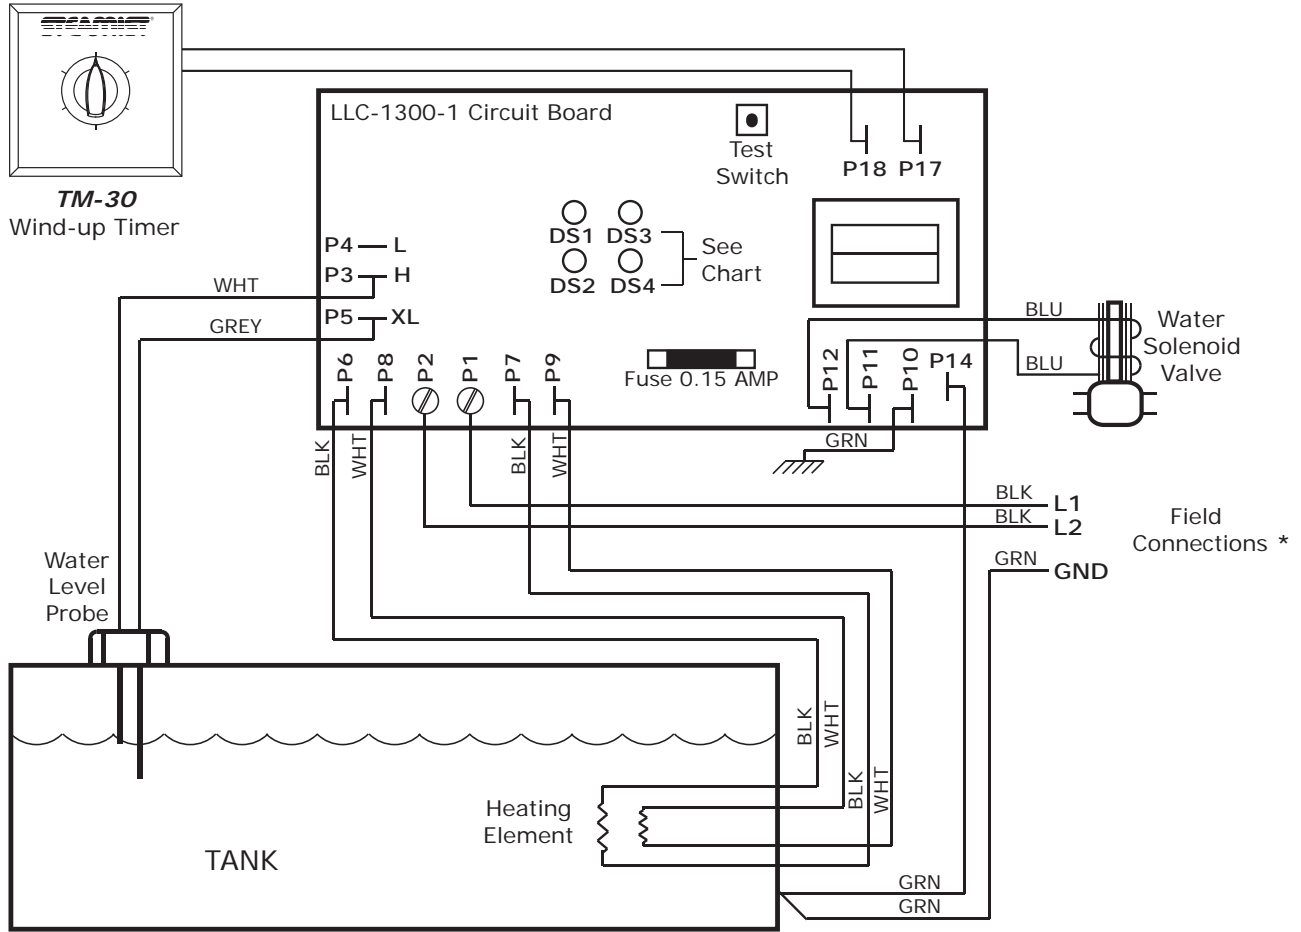 LLC-1300-1 Circuit Board
Test
Switch
P18 P17
TM-30
Wind-up Timer
DS1 DS3
DS2 DS4
See
Chart
P4 L
P3 H
P5 XL
WHT
GREY
P6
P8
P2
P1
P7
P9
Fuse 0.15 AMP
P12
P11
P10
P14
BLU
BLU
Water
Solenoid
Valve
BLK
WHT
BLK
WHT
GRN
BLK L1
BLK L2
GRN GND
Field
Connections *
Water
Level
Probe
BLK
WHT
BLK
WHT
Heating
Element
TANK
GRN
GRN